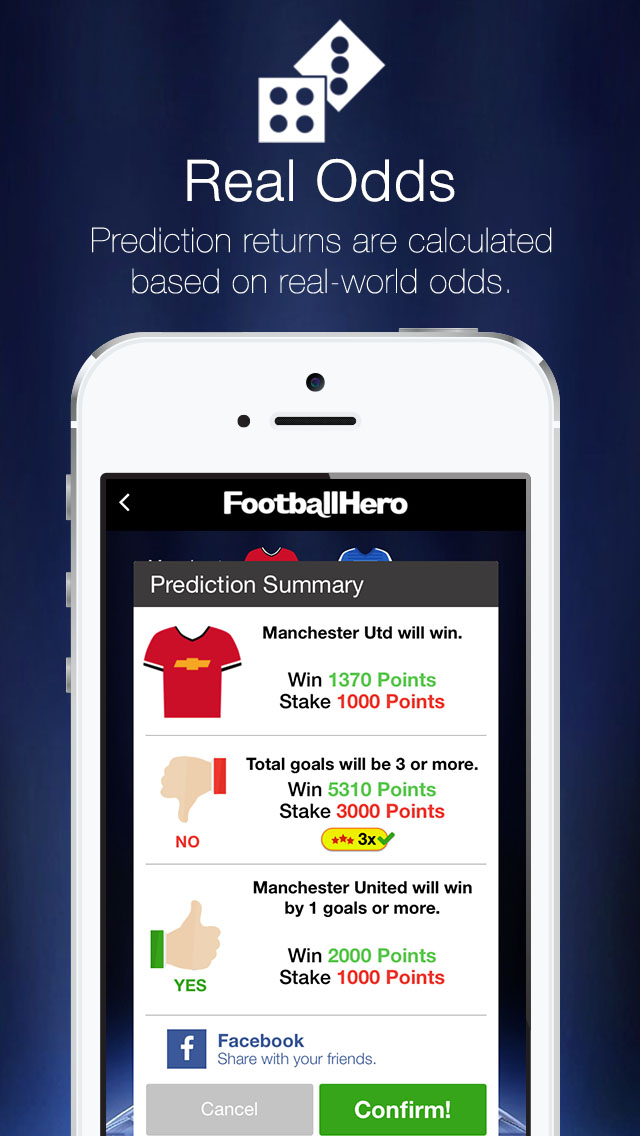 Real Odds
Prediction returns are calculated
based on real-world odds.
FootballHero
Prediction Summary
Manchester Utd will win.
Win 1370 Points
Stake 1000 Points
Total goals will be 3 or more.
Win 5310 Points
Stake 3000 Points
NO
3x
Manchester United will win
by 1 goals or more.
Win 2000 Points
Stake 1000 Points
YES
f
Facebook
Share with your friends.
Cancel
Confirm!